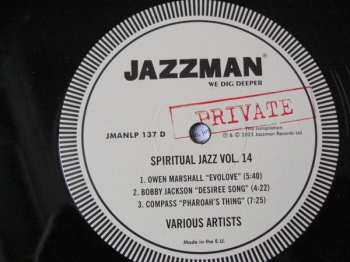 JAZZMAN®
WE DIG DEEPER
PRIVATE
JMANLP 137 D
This Compilation
℗ & © 2021 Jazzman Records Ltd.
SPIRITUAL JAZZ VOL. 14
1. OWEN MARSHALL "EVOLOVE" (5:40)
2. BOBBY JACKSON "DESIREE SONG" (4:22)
3. COMPASS "PHAROAH'S THING" (7:25)
VARIOUS ARTISTS
Made in the E.U.